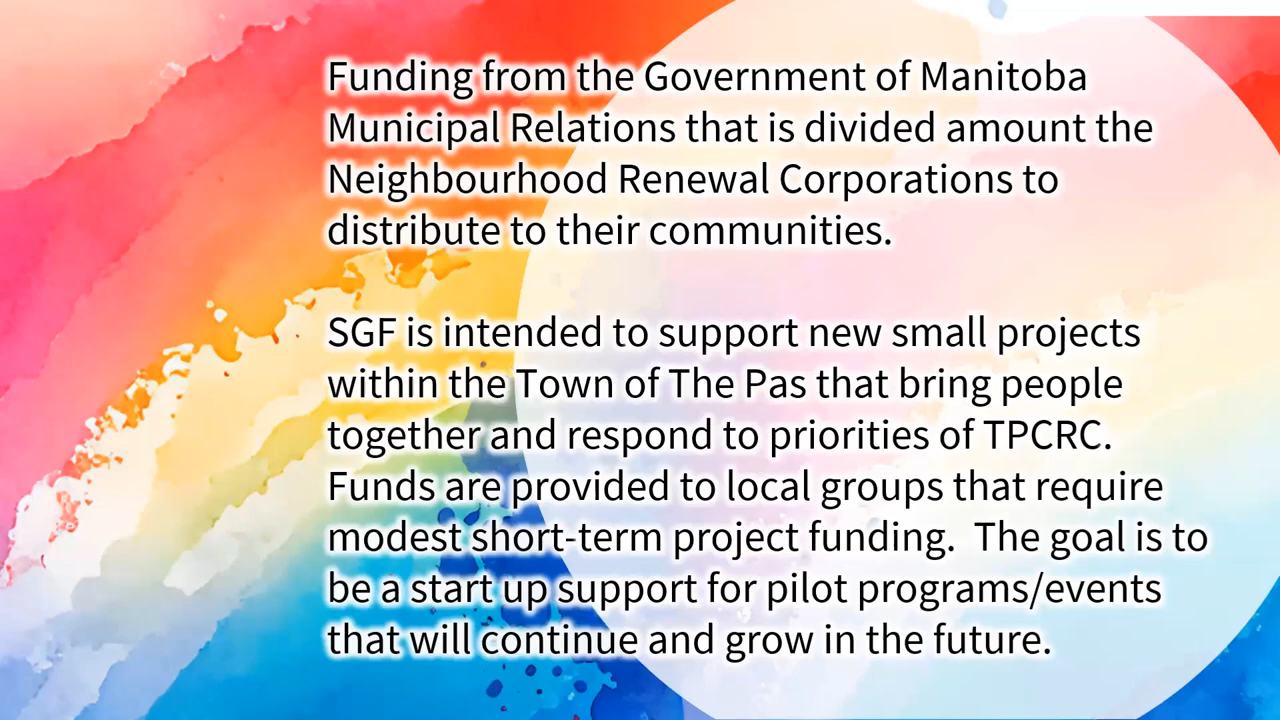 Funding from the Government of Manitoba
Municipal Relations that is divided amount the
Neighbourhood Renewal Corporations to
distribute to their communities.
SGF is intended to support new small projects
within the Town of The Pas that bring people
together and respond to priorities of TPCRC.
Funds are provided to local groups that require
modest short-term project funding.  The goal is to
be a start up support for pilot programs/events
that will continue and grow in the future.